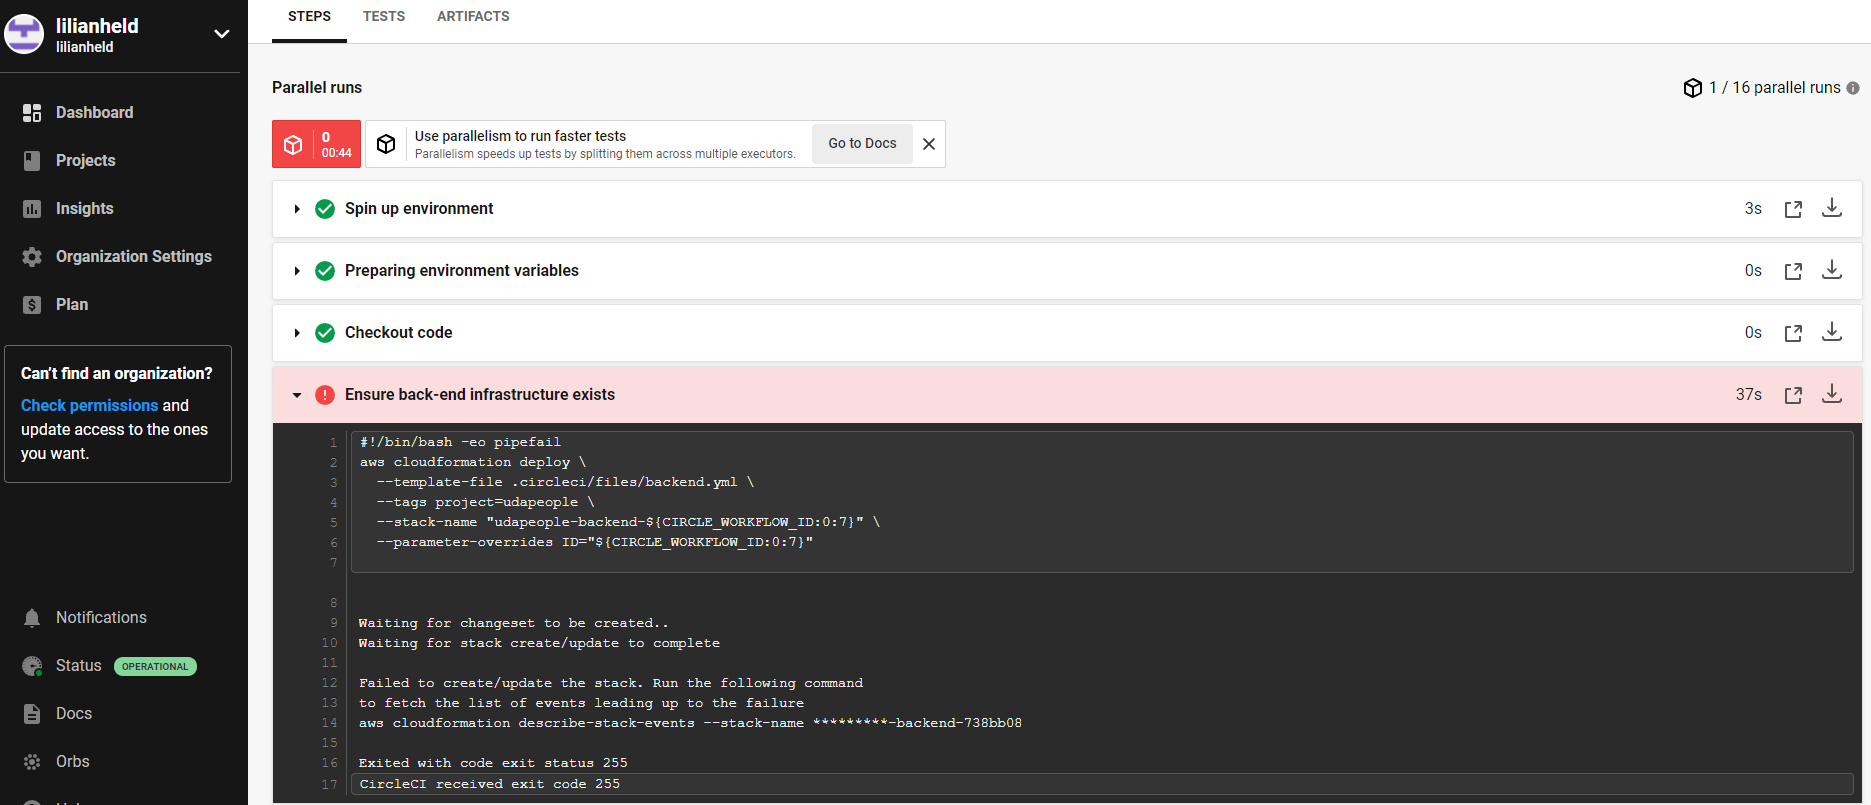 lilianheld
lilianheld
Dashboard
Projects
Insights
Organization Settings
Plan
Can't find an organization?
Check permissions and
update access to the ones
you want.
Notifications
Status OPERATIONAL
Docs
Orbs
STEPS TESTS ARTIFACTS
Parallel runs
1 / 16 parallel runs
0
00:44
Use parallelism to run faster tests
Parallelism speeds up tests by splitting them across multiple executors.
Go to Docs
Spin up environment 3s
Preparing environment variables 0s
Checkout code 0s
Ensure back-end infrastructure exists 37s
1 #!/bin/bash -eo pipefail
2 aws cloudformation deploy \
3 --template-file .circleci/files/backend.yml \
4 --tags project=udapeople \
5 --stack-name "udapeople-backend-${CIRCLE_WORKFLOW_ID:0:7}" \
6 --parameter-overrides ID="${CIRCLE_WORKFLOW_ID:0:7}"
7
8
9 Waiting for changeset to be created..
10 Waiting for stack create/update to complete
11
12 Failed to create/update the stack. Run the following command
13 to fetch the list of events leading up to the failure
14 aws cloudformation describe-stack-events --stack-name *********-backend-738bb08
15
16 Exited with code exit status 255
17 CircleCI received exit code 255